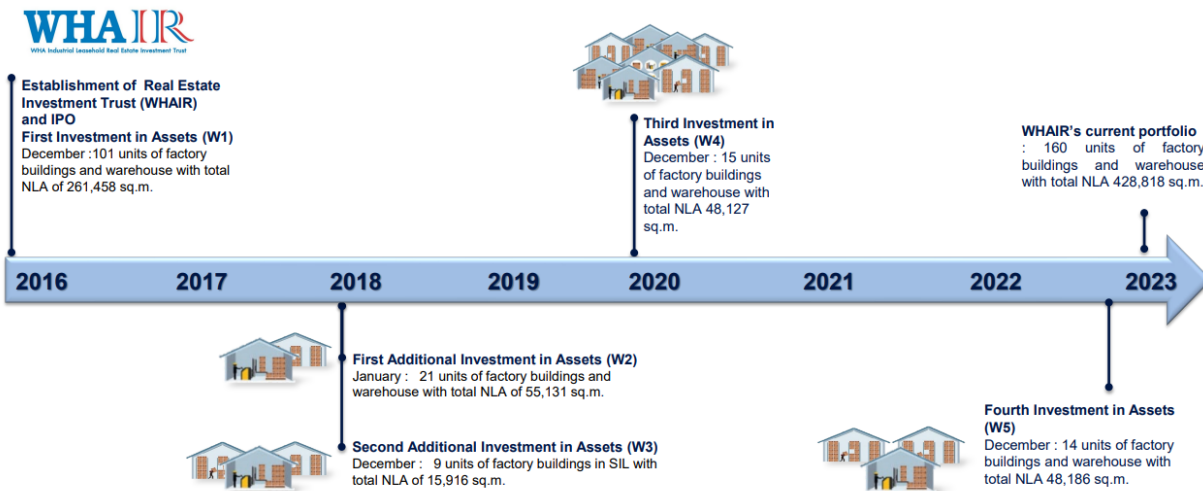 WHAIR
WHA Industrial Leasehold Real Estate Investment Trust
Establishment of Real Estate
Investment Trust (WHAIR)
and IPO
First Investment in Assets (W1)
December :101 units of factory
buildings and warehouse with total
NLA of 261,458 sq.m.
Third Investment in
Assets (W4)
December : 15 units
of factory buildings
and warehouse with
total NLA 48,127
sq.m.
WHAIR's current portfolio
: 160 units of factory
buildings and warehouse
with total NLA 428,818 sq.m.
2016 2017 2018 2019 2020 2021 2022 2023
First Additional Investment in Assets (W2)
January : 21 units of factory buildings and
warehouse with total NLA of 55,131 sq.m.
Second Additional Investment in Assets (W3)
December : 9 units of factory buildings in SIL with
total NLA of 15,916 sq.m.
Fourth Investment in Assets
(W5)
December : 14 units of factory
buildings and warehouse with
total NLA 48,186 sq.m.